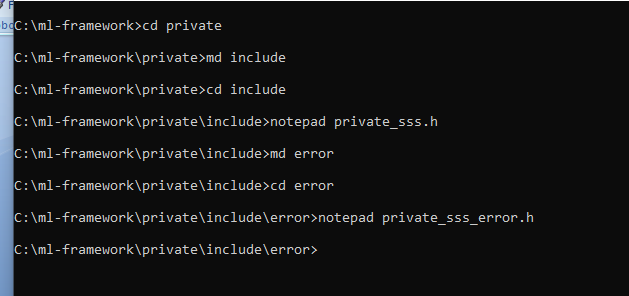 C:\ml-framework>cd private
C:\ml-framework\private>md include
C:\ml-framework\private>cd include
C:\ml-framework\private\include>notepad private_sss.h
C:\ml-framework\private\include>md error
C:\ml-framework\private\include>cd error
C:\ml-framework\private\include\error>notepad private_sss_error.h
C:\ml-framework\private\include\error>